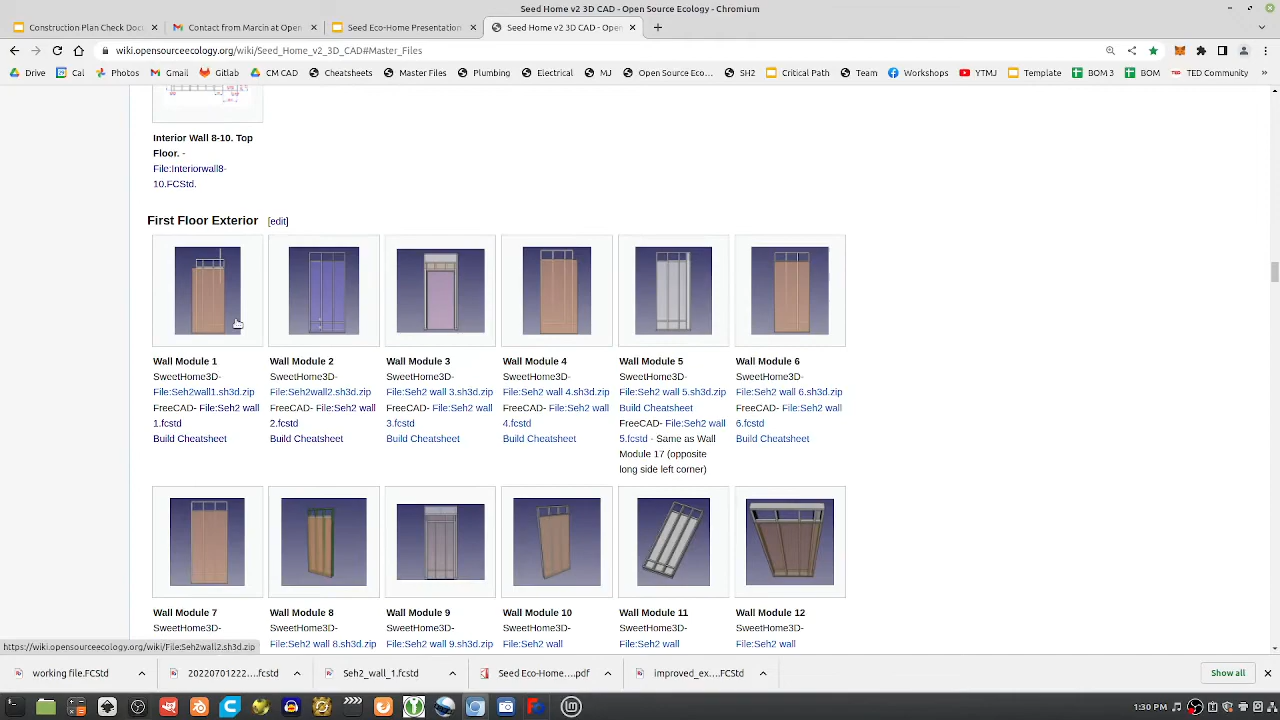 Seed Home v2 3D CAD - Open Source Ecology - Chromium
Construction Plan Check Doc
Contact from Marcin at Open
Seed Eco-Home Presentation
Seed Home v2 3D CAD - Open
wiki.opensourceecology.org/wiki/Seed_Home_v2_3D_CAD#Master_Files
Drive Cal Photos Gmail Gitlab CM CAD Cheatsheets Master Files Plumbing Electrical MJ Open Source Eco... SH2 Critical Path Team Workshops YTMJ Template BOM 3 BOM TED Community »
Interior Wall 8-10. Top
Floor. -
File:Interiorwall8-
10.FCStd.
First Floor Exterior [edit]
Wall Module 1
SweetHome3D-
File:Seh2wall1.sh3d.zip
FreeCAD- File:Seh2 wall
1.fcstd
Build Cheatsheet
Wall Module 2
SweetHome3D-
File:Seh2wall2.sh3d.zip
FreeCAD- File:Seh2 wall
2.fcstd
Build Cheatsheet
Wall Module 3
SweetHome3D-
File:Seh2 wall 3.sh3d.zip
FreeCAD- File:Seh2 wall
3.fcstd
Build Cheatsheet
Wall Module 4
SweetHome3D-
File:Seh2 wall 4.sh3d.zip
FreeCAD- File:Seh2 wall
4.fcstd
Build Cheatsheet
Wall Module 5
SweetHome3D-
File:Seh2 wall 5.sh3d.zip
Build Cheatsheet
FreeCAD- File:Seh2 wall
5.fcstd - Same as Wall
Module 17 (opposite
long side left corner)
Wall Module 6
SweetHome3D-
File:Seh2 wall 6.sh3d.zip
FreeCAD- File:Seh2 wall
6.fcstd
Build Cheatsheet
Wall Module 7
SweetHome3D-
Wall Module 8
SweetHome3D-
File:Seh2 wall 8.sh3d.zip
Wall Module 9
SweetHome3D-
File:Seh2 wall 9.sh3d.zip
Wall Module 10
SweetHome3D-
File:Seh2 wall
Wall Module 11
SweetHome3D-
File:Seh2 wall
Wall Module 12
SweetHome3D-
File:Seh2 wall
https://wiki.opensourceecology.org/wiki/File:Seh2wall2.sh3d.zip
working file.FCStd
20220701222....fcstd
Seh2_wall_1.fcstd
Seed Eco-Home....pdf
improved_ex....FCStd
Show all
1:30 PM